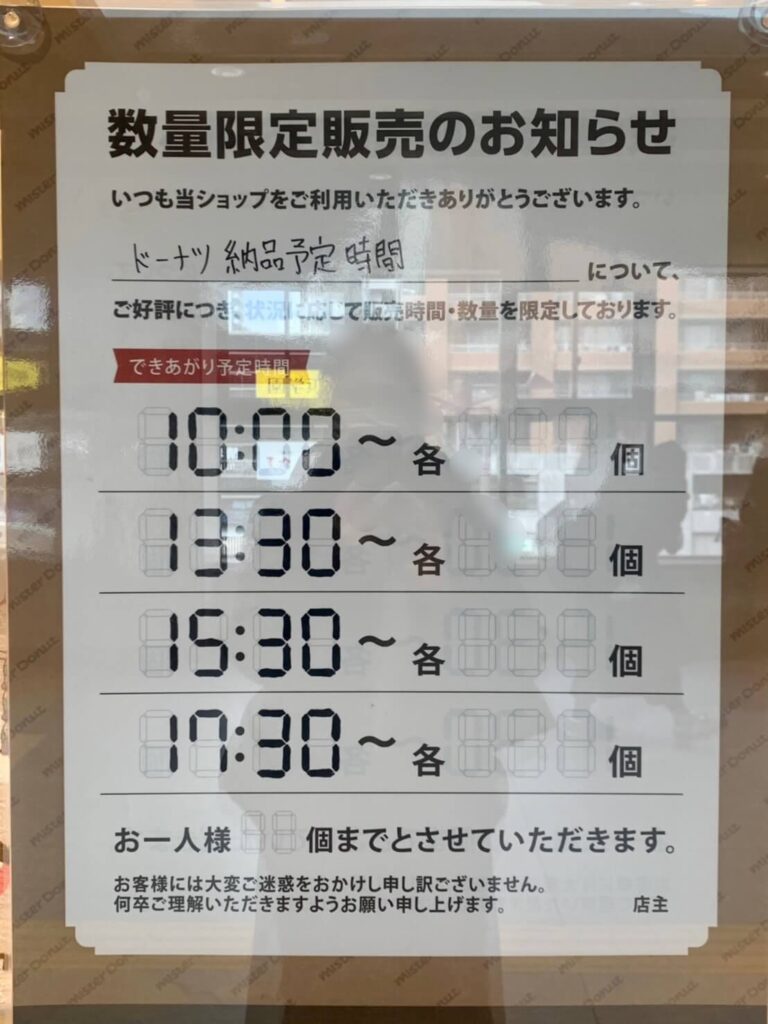 数量限定販売のお知らせ
いつも当ショップをご利用いただきありがとうございます。
ドーナツ 納品予定時間 について、
ご好評につき、状況に応じて販売時間・数量を限定しております。
できあがり予定時間
10:00～各 個
13:30～各 個
15:30～各 個
17:30～各 個
お一人様 個までとさせていただきます。
お客様には大変ご迷惑をおかけし申し訳ございません。
何卒ご理解いただきますようお願い申し上げます。 店主
Mister Donut